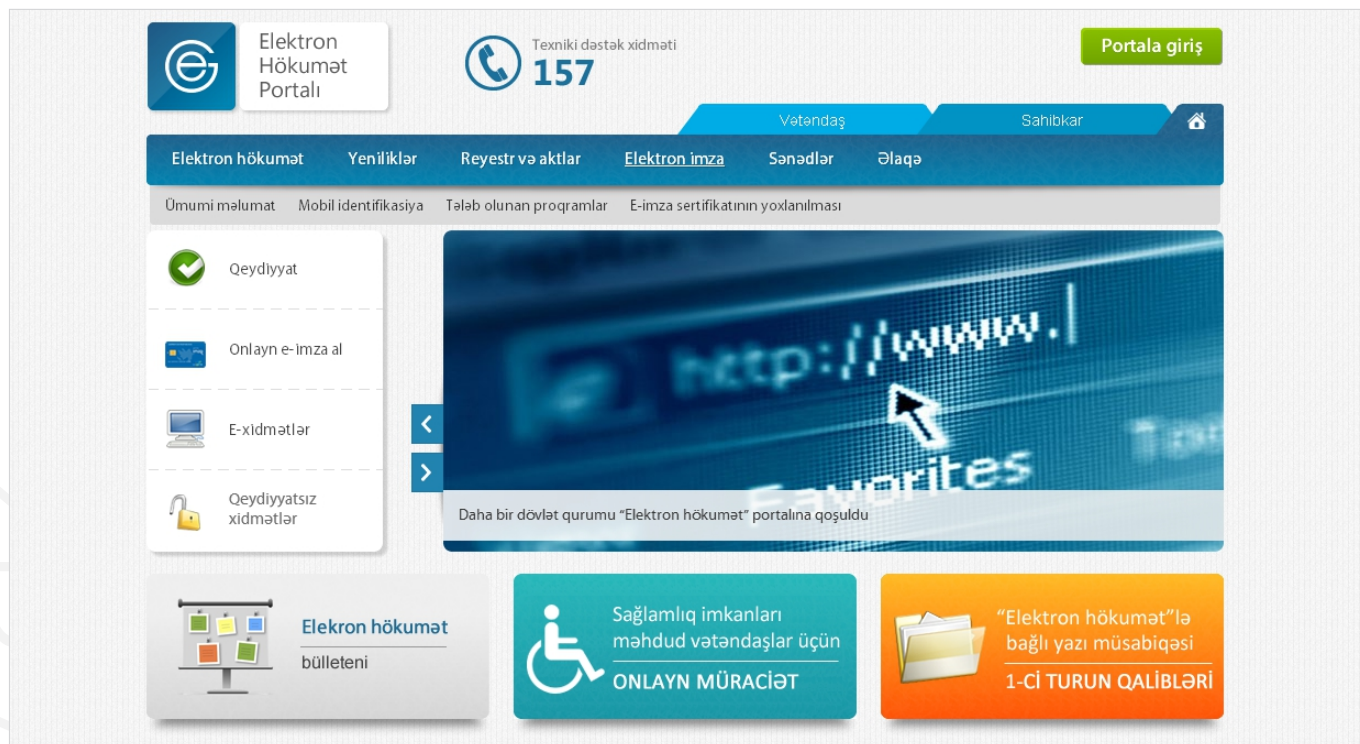 Elektron
Hökumət
Portalı
Texniki dəstək xidməti
157
Portala giriş
Vətəndaş
Sahibkar
Elektron hökumət Yeniliklər Reyestr və aktlar Elektron imza Sənədlər Əlaqə
Ümumi məlumat Mobil identifikasiya Tələb olunan proqramlar E-imza sertifikatının yoxlanılması
Qeydiyyat
Onlayn e-imza al
E-xidmətlər
Qeydiyyatsız
xidmətlər
http://www.
Favorites
Daha bir dövlət qurumu “Elektron hökumət” portalına qoşuldu
Elekron hökumət
bülleteni
Sağlamlıq imkanları
məhdud vətəndaşlar üçün
ONLAYN MÜRACİƏT
“Elektron hökumət”lə
bağlı yazı müsabiqəsi
1-Cİ TURUN QALİBLƏRİ